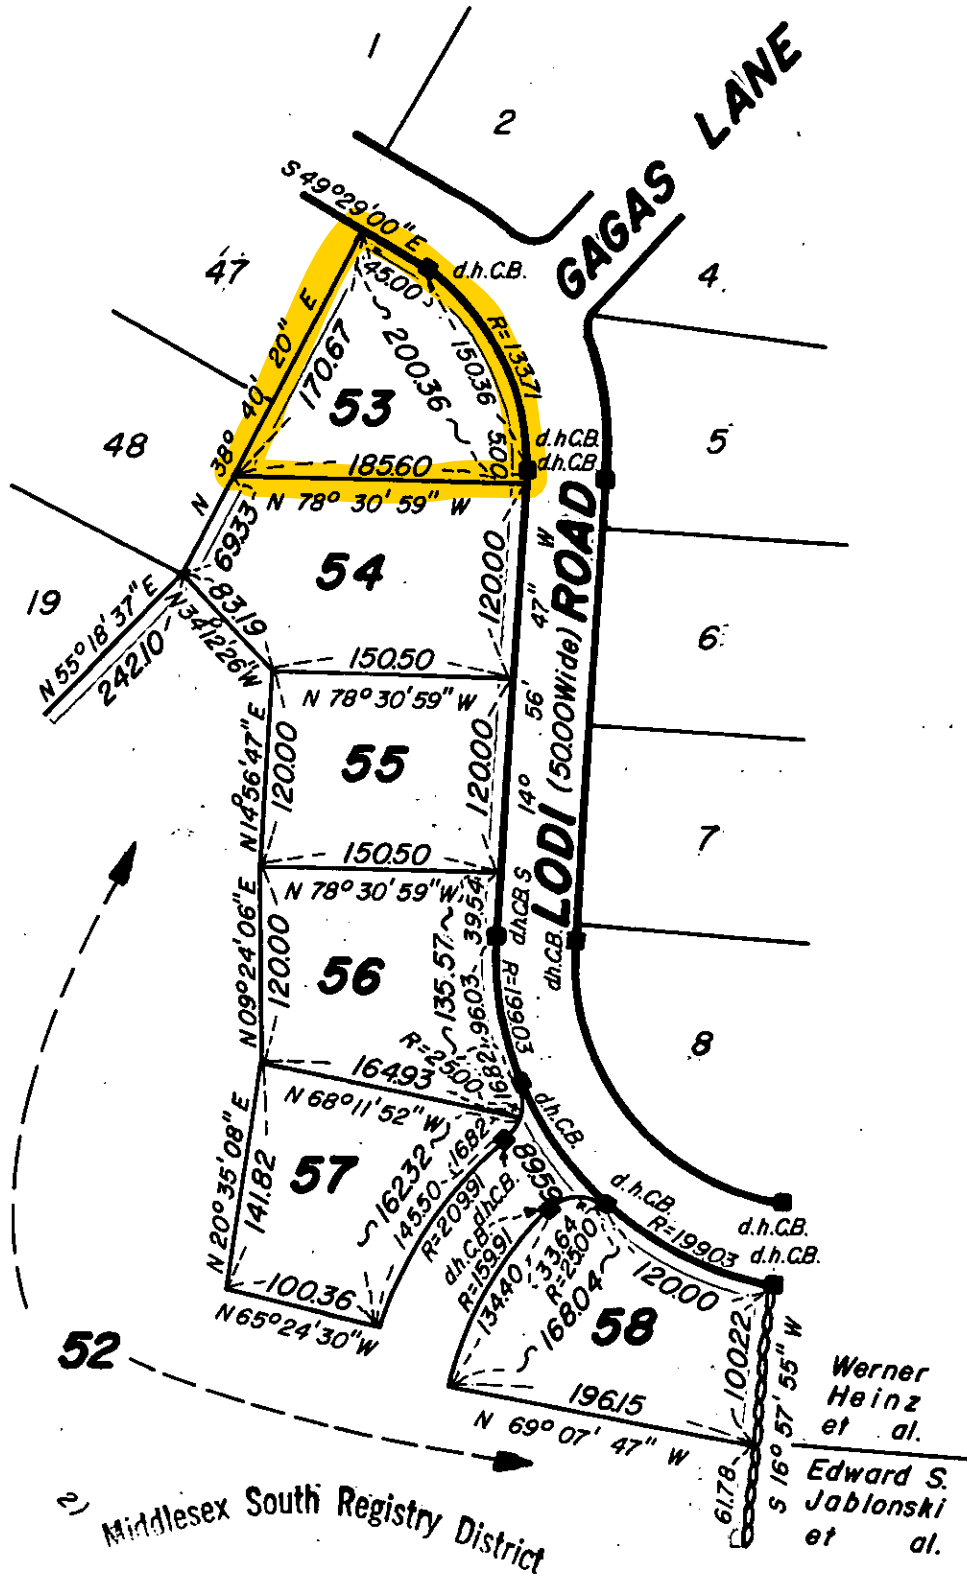 1
2
GAGAS LANE
S 49° 29' 00" E
47
45.00
d.h.C.B.
4
R=133.71
N 38° 40' 20" E
170.67
200.36
150.36
53
48
5.00
d.h.C.B.
d.h.C.B.
5
185.60
N 78° 30' 59" W
69.33
54
120.00
19
83.19
N 34° 12' 26" W
N 55° 18' 37" E
242.10
S 14° 56' 47" W
LODI (50.00 Wide) ROAD
6
150.50
N 78° 30' 59" W
N 14° 56' 47" E
120.00
55
120.00
7
150.50
N 78° 30' 59" W
39.54
d.h.C.B.
d.h.C.B.
N 09° 24' 06" E
120.00
56
135.57
96.03
R=199.03
8
R=25.00
16.82
164.93
N 68° 11' 52" W
d.h.C.B.
N 20° 35' 08" E
141.82
57
162.32
145.50
16.82
R=209.91
d.h.C.B.
89.59
d.h.C.B.
R=199.03
d.h.C.B.
d.h.C.B.
d.h.C.B.
R=159.91
134.40
33.64
R=25.00
168.04
120.00
100.36
N 65° 24' 30" W
58
100.22
S 16° 57' 55" W
52
196.15
N 69° 07' 47" W
61.78
Werner
Heinz
et al.
Edward S.
Jablonski
et al.
2)
Middlesex South Registry District